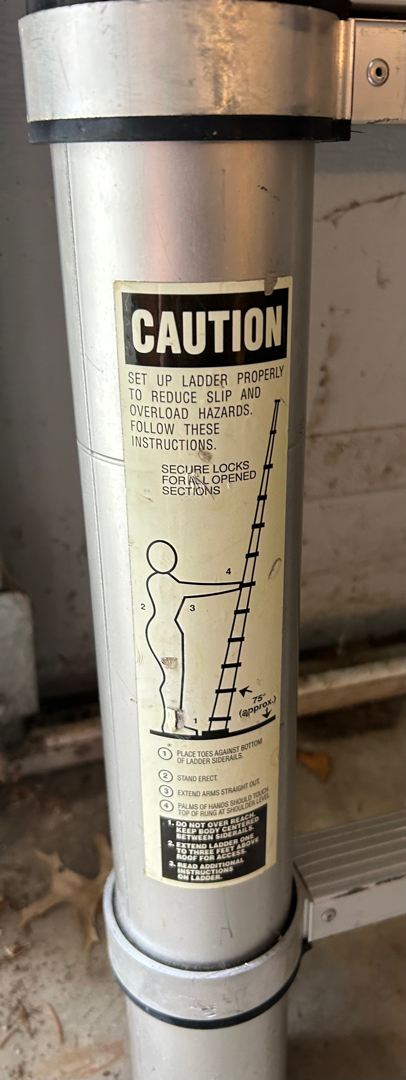 CAUTION
SET UP LADDER PROPERLY
TO REDUCE SLIP AND
OVERLOAD HAZARDS.
FOLLOW THESE
INSTRUCTIONS.
SECURE LOCKS
FOR ALL OPENED
SECTIONS
4
2
3
75°
(approx.)
1
1 PLACE TOES AGAINST BOTTOM
OF LADDER SIDERAILS.
2 STAND ERECT.
3 EXTEND ARMS STRAIGHT OUT.
4 PALMS OF HANDS SHOULD TOUCH
TOP OF RUNG AT SHOULDER LEVEL.
1. DO NOT OVER REACH,
KEEP BODY CENTERED
BETWEEN SIDERAILS.
2. EXTEND LADDER ONE
TO THREE FEET ABOVE
ROOF FOR ACCESS.
3. READ ADDITIONAL
INSTRUCTIONS
ON LADDER.